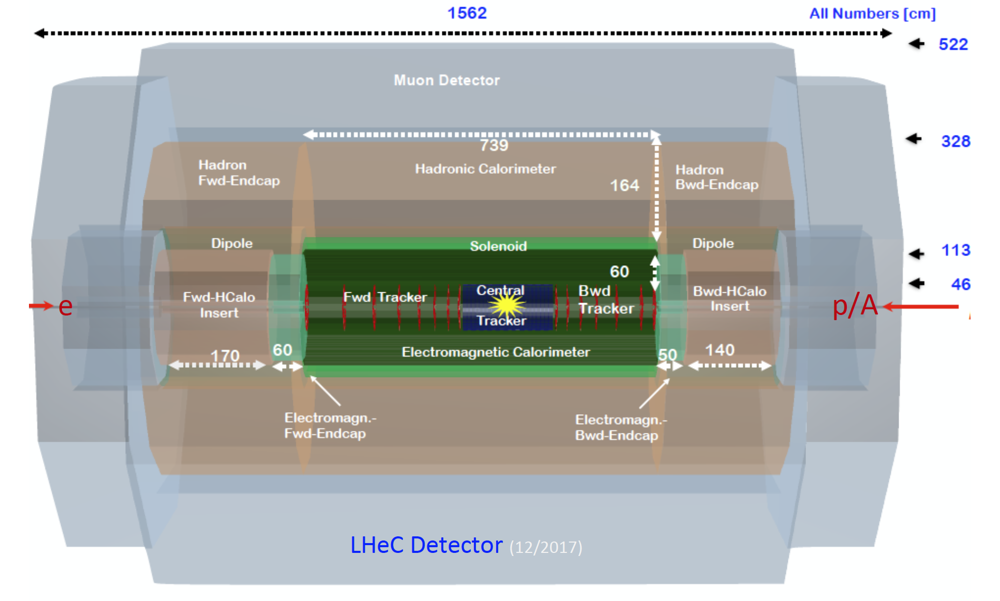 1562
All Numbers [cm]
522
Muon Detector
328
739
Hadronic Calorimeter
Hadron
Fwd-Endcap
164
Hadron
Bwd-Endcap
Dipole
Solenoid
Dipole
113
60
46
Fwd-HCalo
Insert
Fwd Tracker
Central
Tracker
Bwd
Tracker
Bwd-HCalo
Insert
e
p/A
170
60
Electromagnetic Calorimeter
50
140
Electromagn.-
Fwd-Endcap
Electromagn.-
Bwd-Endcap
LHeC Detector (12/2017)